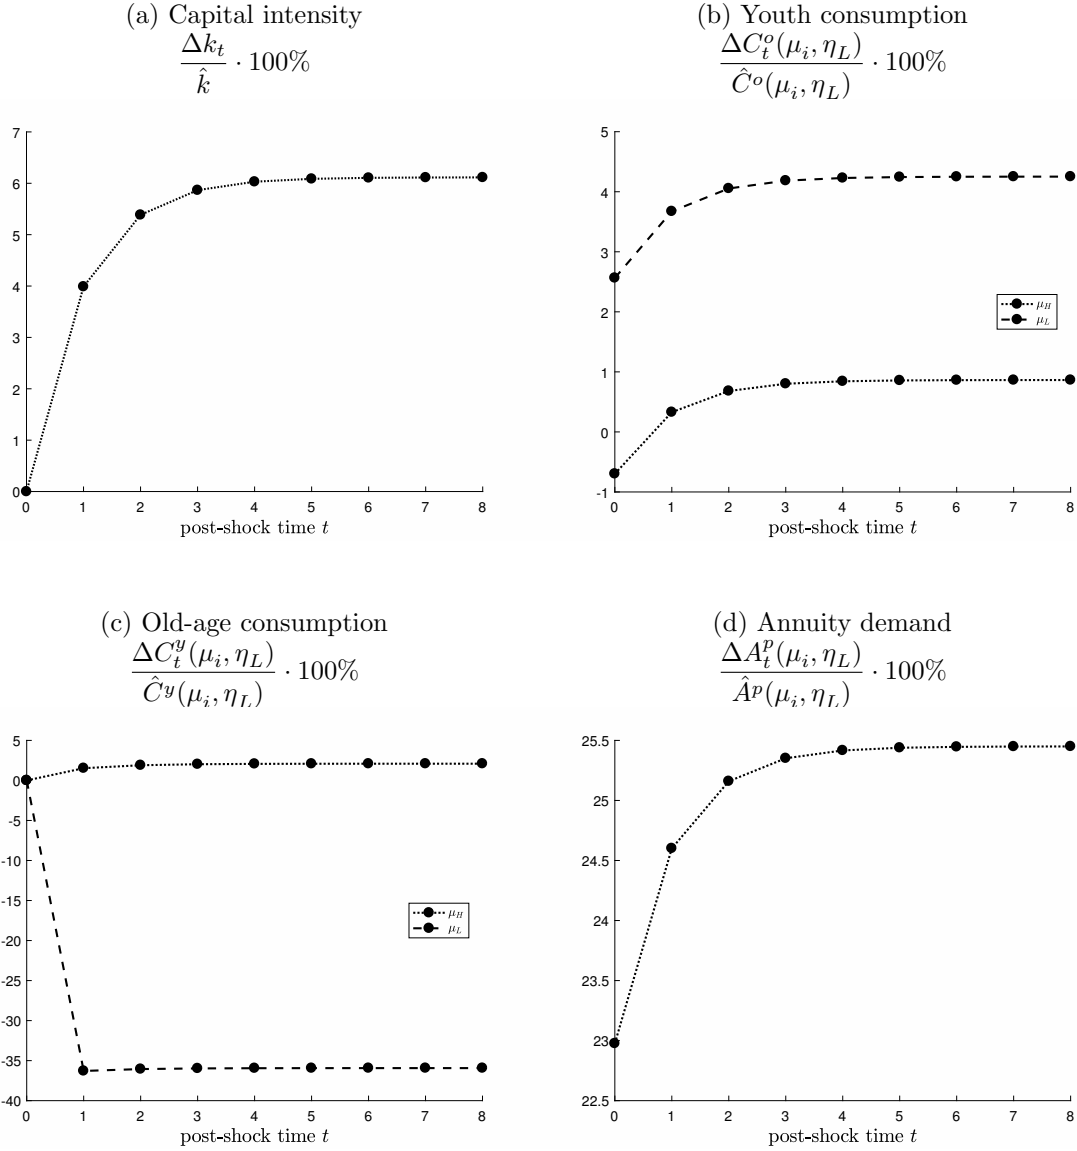 (a) Capital intensity
Δk_t / k̂ · 100%
7
6
5
4
3
2
1
0
0 1 2 3 4 5 6 7 8
post-shock time t
(b) Youth consumption
ΔC_t^o(μ_i, η_L) / Ĉ^o(μ_i, η_L) · 100%
5
4
3
2
1
0
-1
μ_H
μ_L
0 1 2 3 4 5 6 7 8
post-shock time t
(c) Old-age consumption
ΔC_t^y(μ_i, η_L) / Ĉ^y(μ_i, η_L) · 100%
5
0
-5
-10
-15
-20
-25
-30
-35
-40
μ_H
μ_L
0 1 2 3 4 5 6 7 8
post-shock time t
(d) Annuity demand
ΔA_t^p(μ_i, η_L) / Â^p(μ_i, η_L) · 100%
25.5
25
24.5
24
23.5
23
22.5
0 1 2 3 4 5 6 7 8
post-shock time t